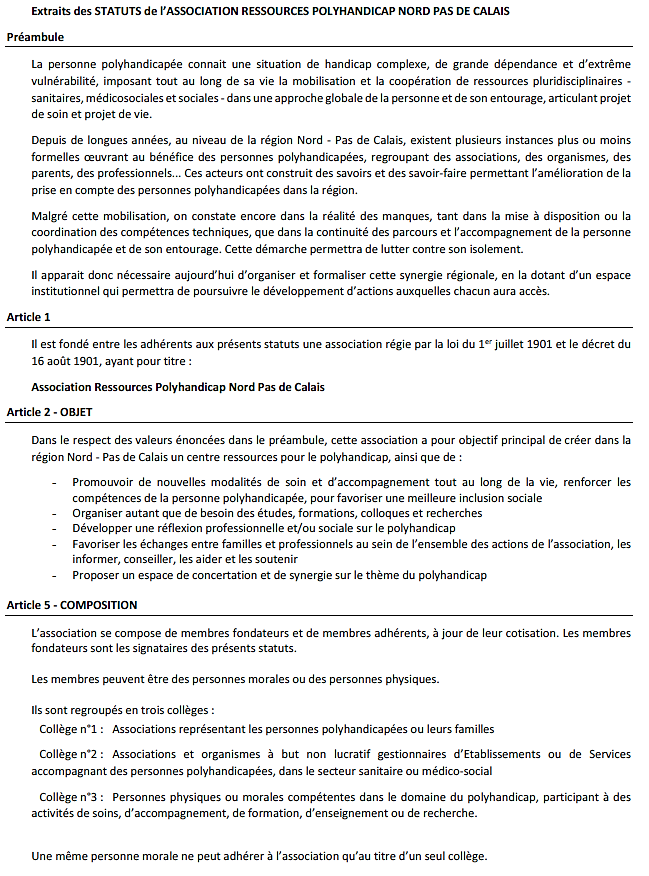 Extraits des STATUTS de l’ASSOCIATION RESSOURCES POLYHANDICAP NORD PAS DE CALAIS
Préambule
La personne polyhandicapée connait une situation de handicap complexe, de grande dépendance et d’extrême
vulnérabilité, imposant tout au long de sa vie la mobilisation et la coopération de ressources pluridisciplinaires -
sanitaires, médicosociales et sociales - dans une approche globale de la personne et de son entourage, articulant projet
de soin et projet de vie.
Depuis de longues années, au niveau de la région Nord - Pas de Calais, existent plusieurs instances plus ou moins
formelles œuvrant au bénéfice des personnes polyhandicapées, regroupant des associations, des organismes, des
parents, des professionnels... Ces acteurs ont construit des savoirs et des savoir-faire permettant l’amélioration de la
prise en compte des personnes polyhandicapées dans la région.
Malgré cette mobilisation, on constate encore dans la réalité des manques, tant dans la mise à disposition ou la
coordination des compétences techniques, que dans la continuité des parcours et l’accompagnement de la personne
polyhandicapée et de son entourage. Cette démarche permettra de lutter contre son isolement.
Il apparait donc nécessaire aujourd’hui d’organiser et formaliser cette synergie régionale, en la dotant d’un espace
institutionnel qui permettra de poursuivre le développement d’actions auxquelles chacun aura accès.
Article 1
Il est fondé entre les adhérents aux présents statuts une association régie par la loi du 1er juillet 1901 et le décret du
16 août 1901, ayant pour titre :
Association Ressources Polyhandicap Nord Pas de Calais
Article 2 - OBJET
Dans le respect des valeurs énoncées dans le préambule, cette association a pour objectif principal de créer dans la
région Nord - Pas de Calais un centre ressources pour le polyhandicap, ainsi que de :
- Promouvoir de nouvelles modalités de soin et d’accompagnement tout au long de la vie, renforcer les
compétences de la personne polyhandicapée, pour favoriser une meilleure inclusion sociale
- Organiser autant que de besoin des études, formations, colloques et recherches
- Développer une réflexion professionnelle et/ou sociale sur le polyhandicap
- Favoriser les échanges entre familles et professionnels au sein de l’ensemble des actions de l’association, les
informer, conseiller, les aider et les soutenir
- Proposer un espace de concertation et de synergie sur le thème du polyhandicap
Article 5 - COMPOSITION
L’association se compose de membres fondateurs et de membres adhérents, à jour de leur cotisation. Les membres
fondateurs sont les signataires des présents statuts.
Les membres peuvent être des personnes morales ou des personnes physiques.
Ils sont regroupés en trois collèges :
Collège n°1 : Associations représentant les personnes polyhandicapées ou leurs familles
Collège n°2 : Associations et organismes à but non lucratif gestionnaires d’Etablissements ou de Services
accompagnant des personnes polyhandicapées, dans le secteur sanitaire ou médico-social
Collège n°3 : Personnes physiques ou morales compétentes dans le domaine du polyhandicap, participant à des
activités de soins, d’accompagnement, de formation, d’enseignement ou de recherche.
Une même personne morale ne peut adhérer à l’association qu’au titre d’un seul collège.